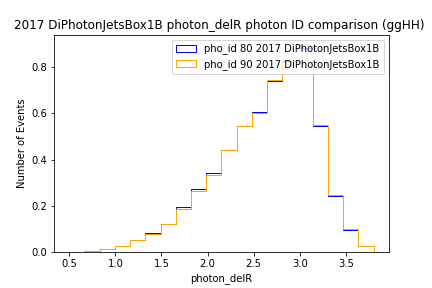 2017 DiPhotonJetsBox1B photon_delR photon ID comparison (ggHH)
pho_id 80 2017 DiPhotonJetsBox1B
pho_id 90 2017 DiPhotonJetsBox1B
Number of Events
0.8
0.6
0.4
0.2
0.0
0.5 1.0 1.5 2.0 2.5 3.0 3.5
photon_delR